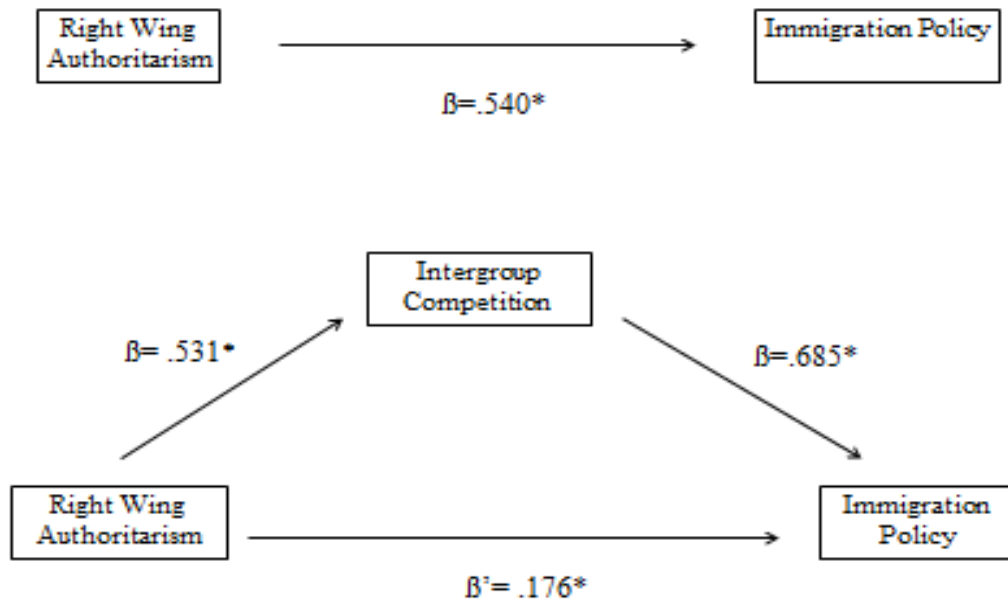 Right Wing
Authoritarism
Immigration Policy
ß=.540*
Intergroup
Competition
ß= .531*
ß=.685*
Right Wing
Authoritarism
Immigration
Policy
ß’= .176*